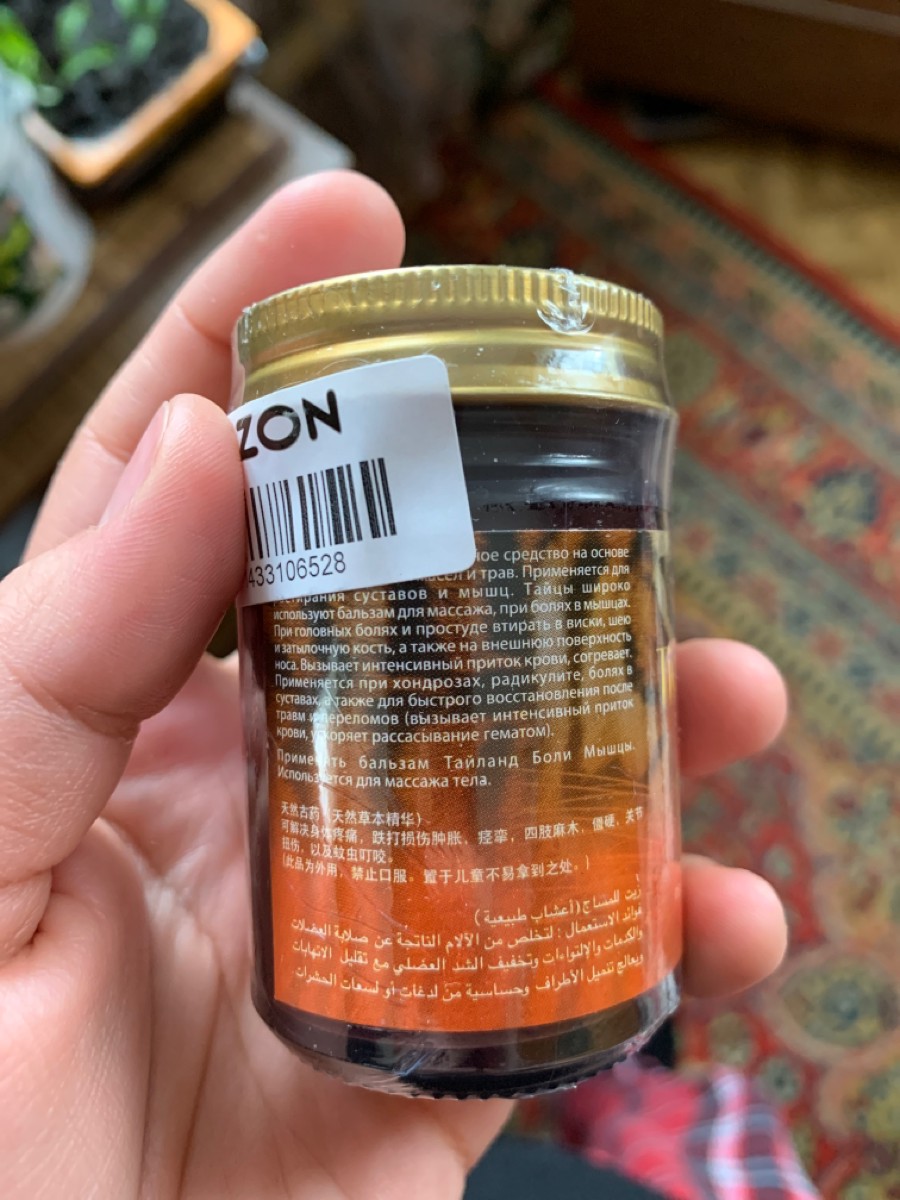 ZON
433106528
ное средство на основе
масел и трав. Применяется для
растирания суставов и мышц. Тайцы широко
используют бальзам для массажа, при болях в мышцах.
При головных болях и простуде втирать в виски, шею
и затылочную кость, а также на внешнюю поверхность
носа. Вызывает интенсивный приток крови, согревает.
Применяется при хондрозах, радикулите, болях в
суставах, а также для быстрого восстановления после
травм и переломов (вызывает интенсивный приток
крови, ускоряет рассасывание гематом).
Применять бальзам Тайланд Боли Мышцы.
Используется для массажа тела.
天然古药（天然草本精华）
可解决身体疼痛，跌打损伤肿胀，痉挛，四肢麻木，僵硬，关节
扭伤，以及蚊虫叮咬。
(此品为外用，禁止口服。置于儿童不易拿到之处。)
زيت للمساج (أعشاب طبيعية)
فوائد الاستعمال : لتخلص من الآلام الناتجة عن صلابة العضلات
والكدمات والإلتواءات وتخفيف الشد العضلي مع تقليل الالتهابات
ويعالج تنميل الأطراف وحساسية من لدغات أو لسعات الحشرات